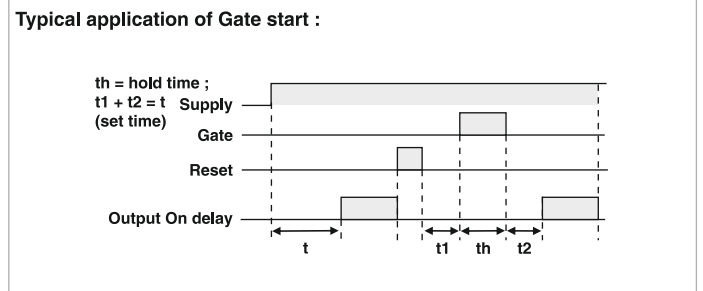 Typical application of Gate start :
th = hold time ;
t1 + t2 = t
(set time)
Supply
Gate
Reset
Output On delay
t
t1
th
t2